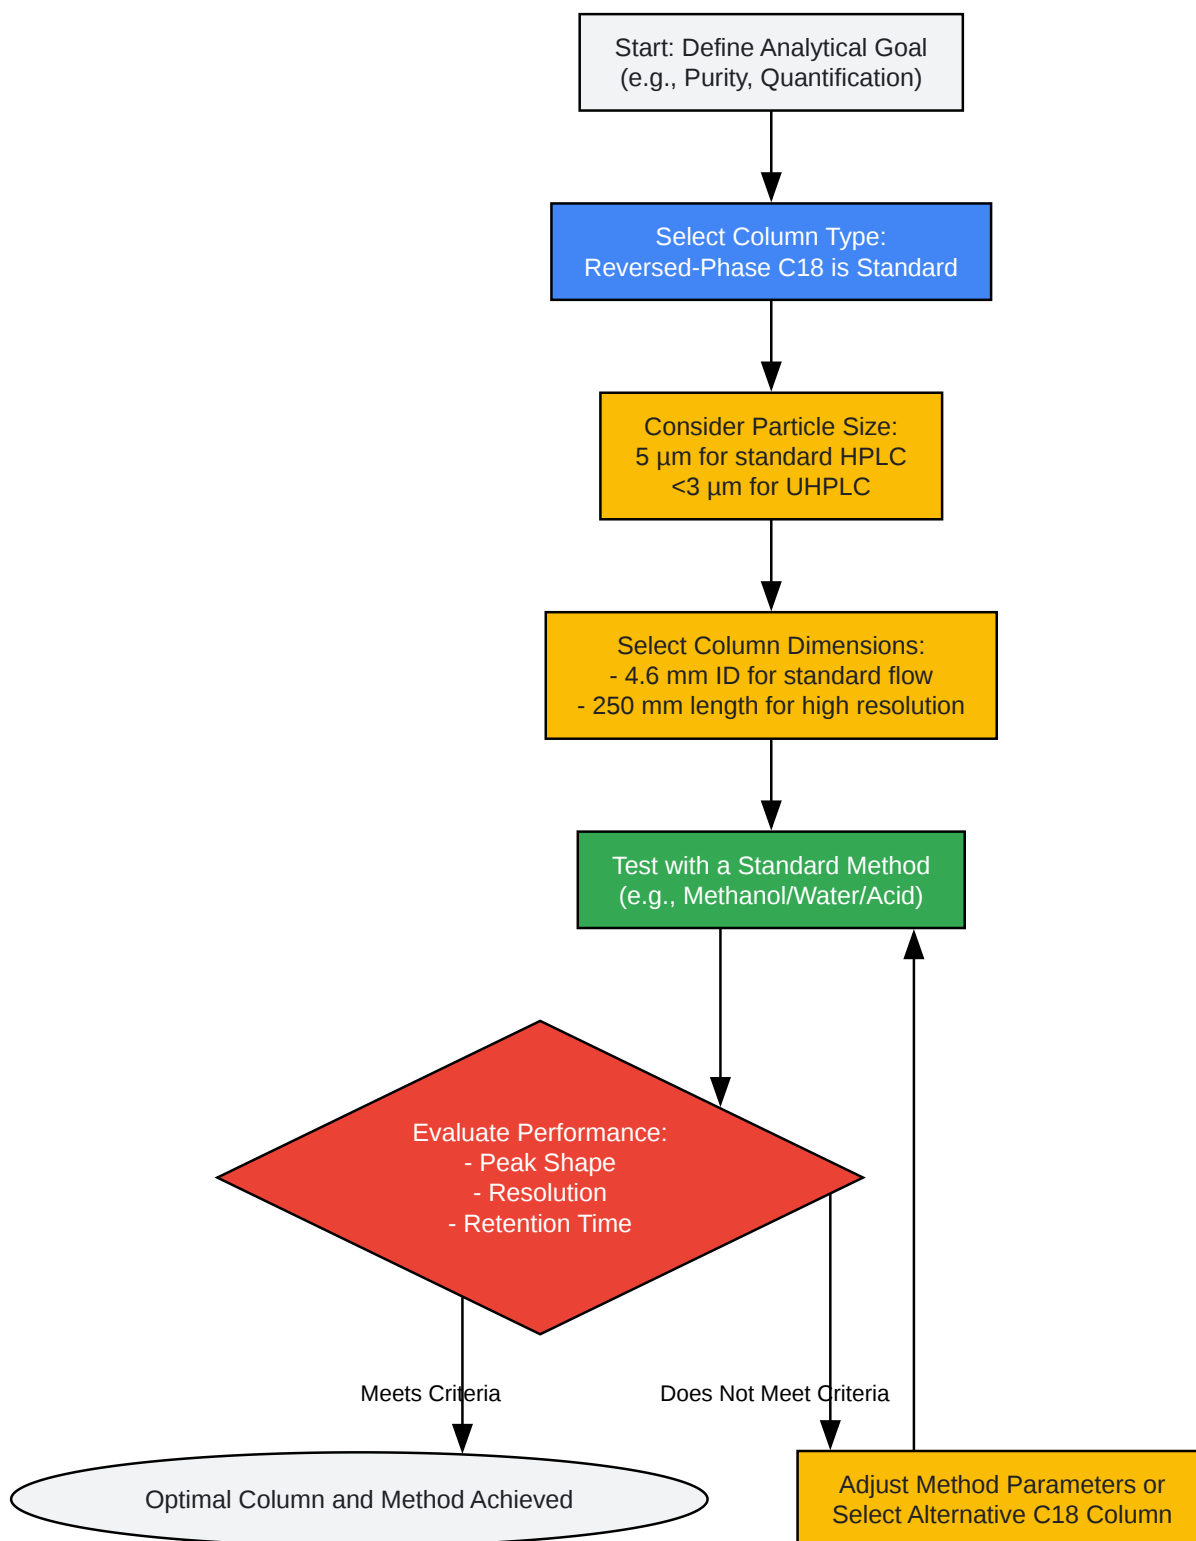 Start: Define Analytical Goal
(e.g., Purity, Quantification)
Select Column Type:
Reversed-Phase C18 is Standard
Consider Particle Size:
5 µm for standard HPLC
<3 µm for UHPLC
Select Column Dimensions:
- 4.6 mm ID for standard flow
- 250 mm length for high resolution
Test with a Standard Method
(e.g., Methanol/Water/Acid)
Evaluate Performance:
- Peak Shape
- Resolution
- Retention Time
Meets Criteria
Does Not Meet Criteria
Optimal Column and Method Achieved
Adjust Method Parameters or
Select Alternative C18 Column